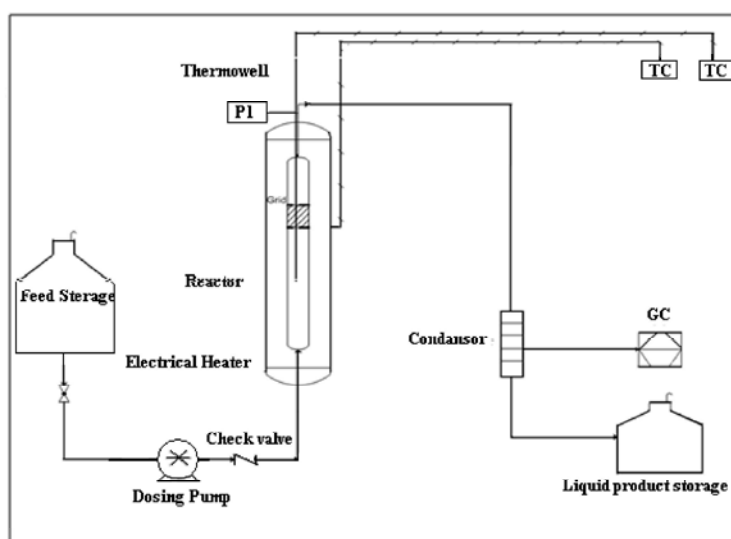 Thermowell
TC
TC
P1
Grid
Feed Sterage
Reactor
GC
Condansor
Electrical Heater
Check valve
Dosing Pump
Liquid product storage